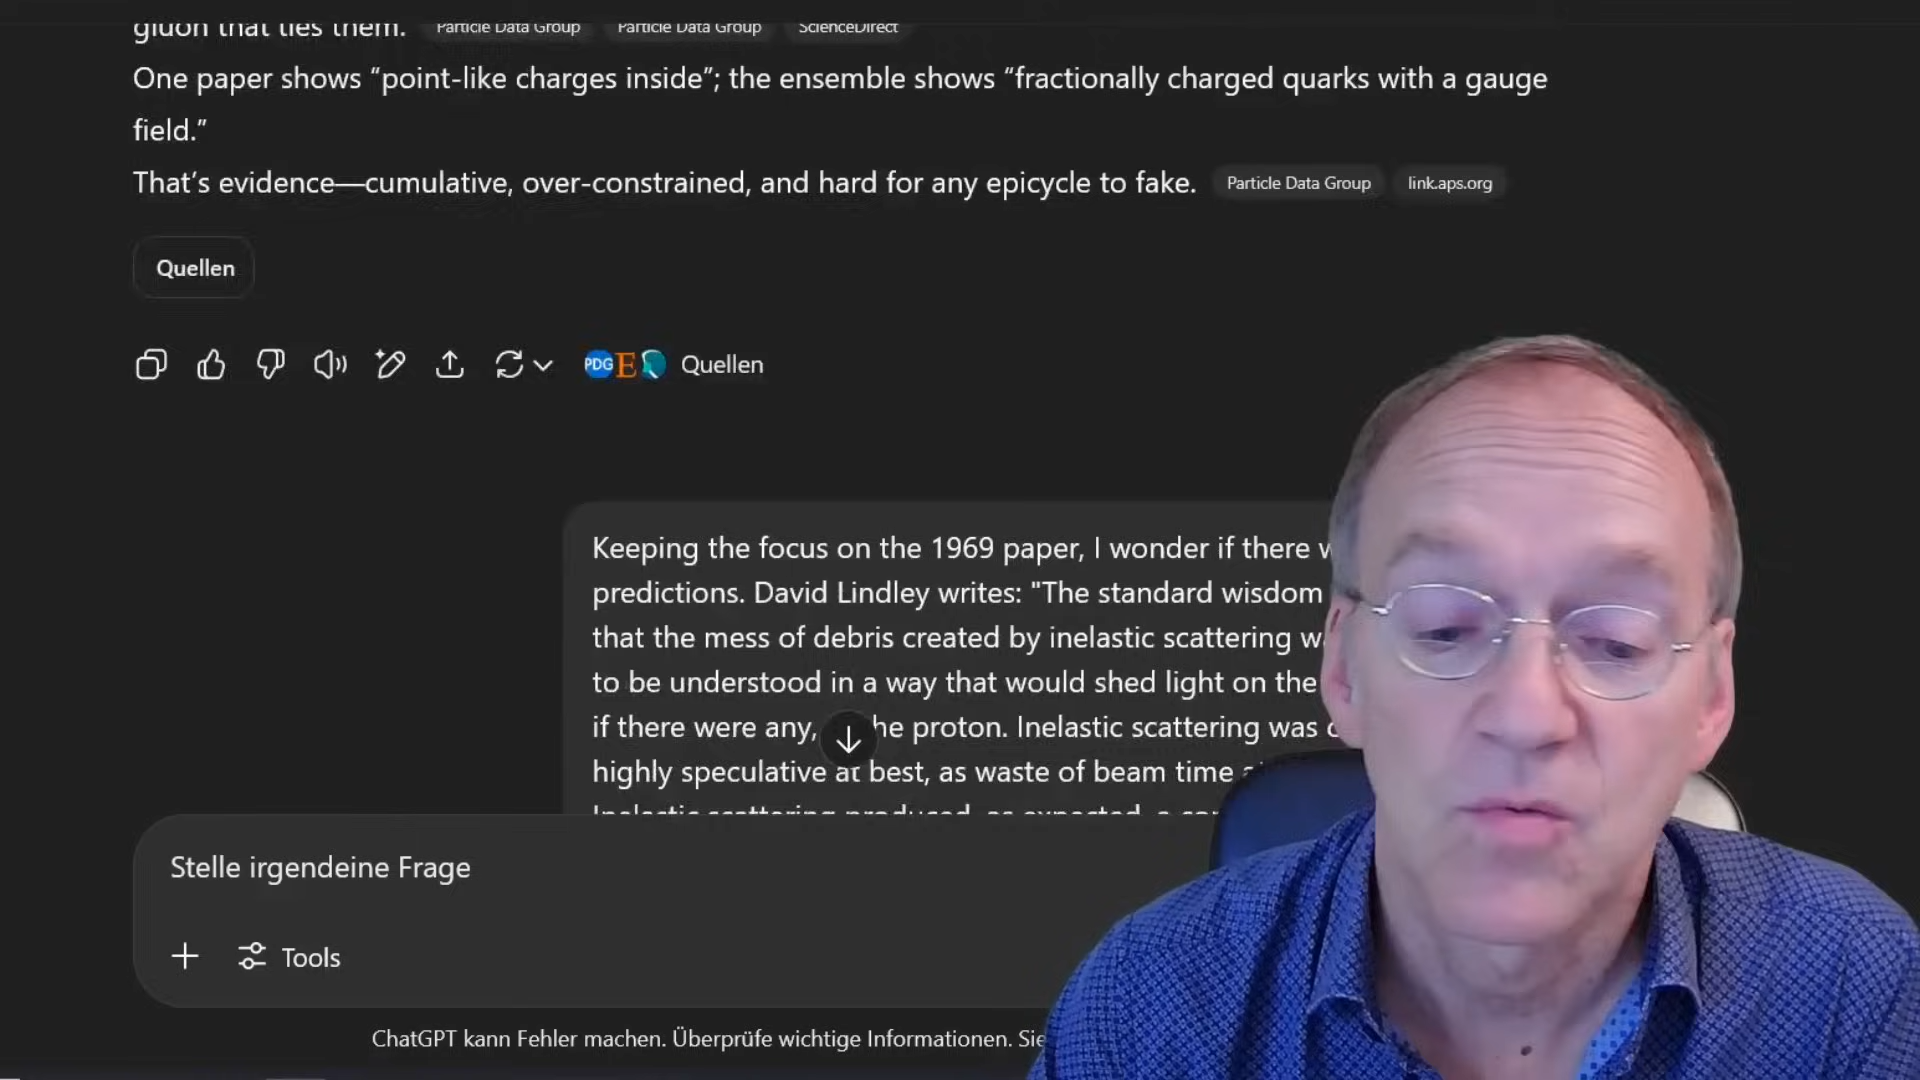 gluon that ties them. Particle Data Group Particle Data Group ScienceDirect
One paper shows “point-like charges inside”; the ensemble shows “fractionally charged quarks with a gauge
field.”
That’s evidence—cumulative, over-constrained, and hard for any epicycle to fake. Particle Data Group link.aps.org
Quellen
PDG E Quellen
Keeping the focus on the 1969 paper, I wonder if there
predictions. David Lindley writes: "The standard wisdom
that the mess of debris created by inelastic scattering
to be understood in a way that would shed light on the
if there were any, he proton. Inelastic scattering was
highly speculative at best, as waste of beam time
Inelastic scattering produced, as expected, a
Stelle irgendeine Frage
Tools
ChatGPT kann Fehler machen. Überprüfe wichtige Informationen. Sie